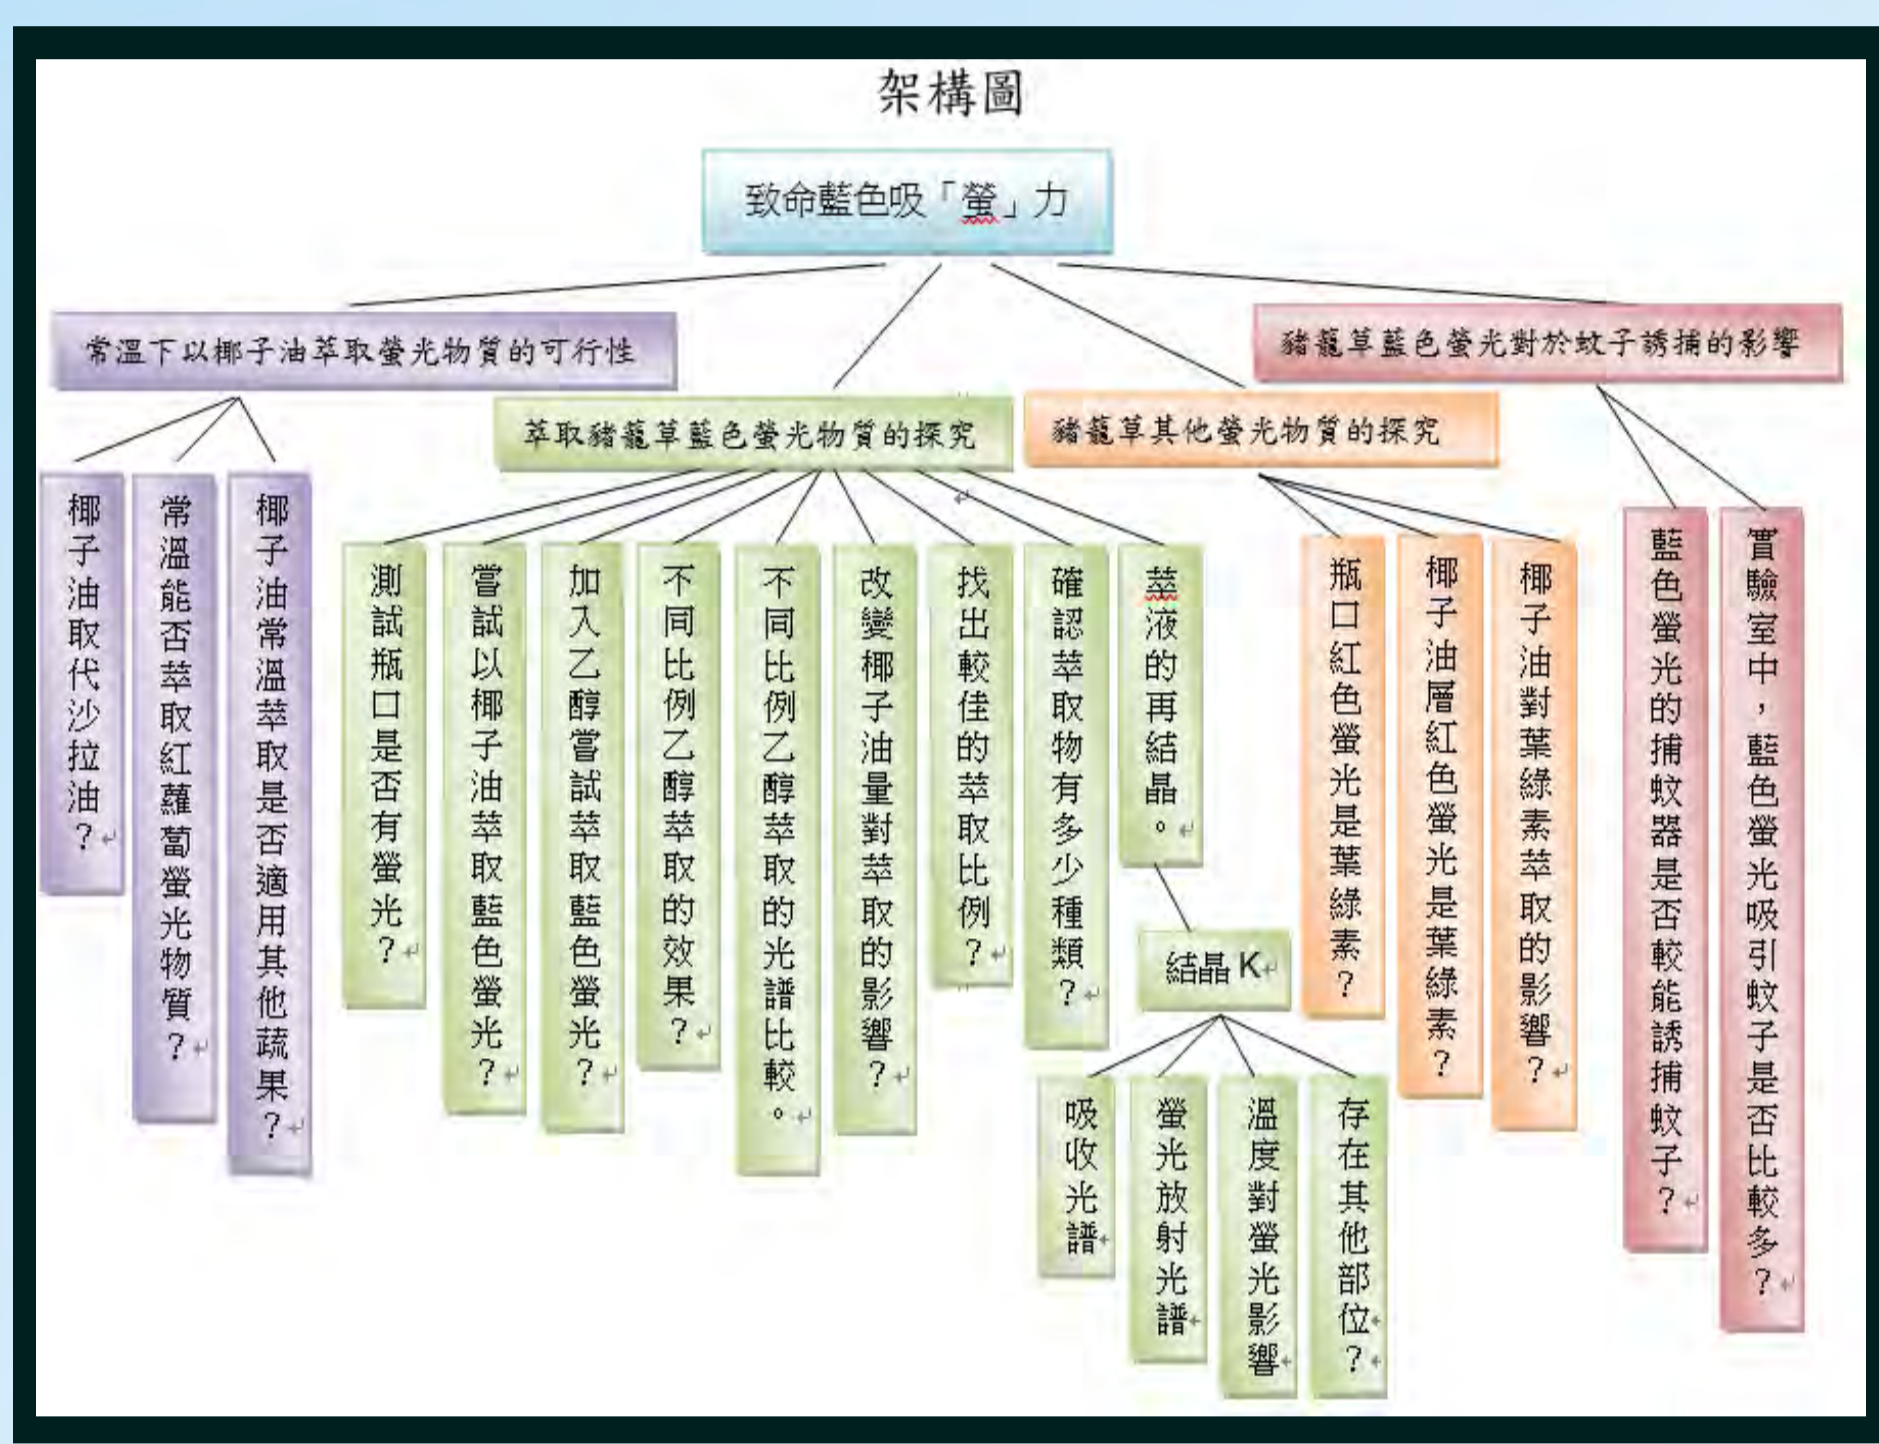 架構圖
致命藍色吸「螢」力
常溫下以椰子油萃取螢光物質的可行性
椰子油取代沙拉油？
常溫能否萃取紅蘿蔔螢光物質？
椰子油常溫萃取是否適用其他蔬果？
萃取豬籠草藍色螢光物質的探究
測試瓶口是否有螢光？
嘗試以椰子油萃取藍色螢光？
加入乙醇嘗試萃取藍色螢光？
不同比例乙醇萃取的效果？
不同比例乙醇萃取的光譜比較。
改變椰子油量對萃取的影響？
找出較佳的萃取比例？
確認萃取物有多少種類？
萃液的再結晶。
結晶K
吸收光譜
螢光放射光譜
溫度對螢光影響
存在其他部位？
豬籠草其他螢光物質的探究
瓶口紅色螢光是葉綠素？
椰子油層紅色螢光是葉綠素？
椰子油對葉綠素萃取的影響？
豬籠草藍色螢光對於蚊子誘捕的影響
藍色螢光的捕蚊器是否較能誘捕蚊子？
實驗室中，藍色螢光吸引蚊子是否比較多？